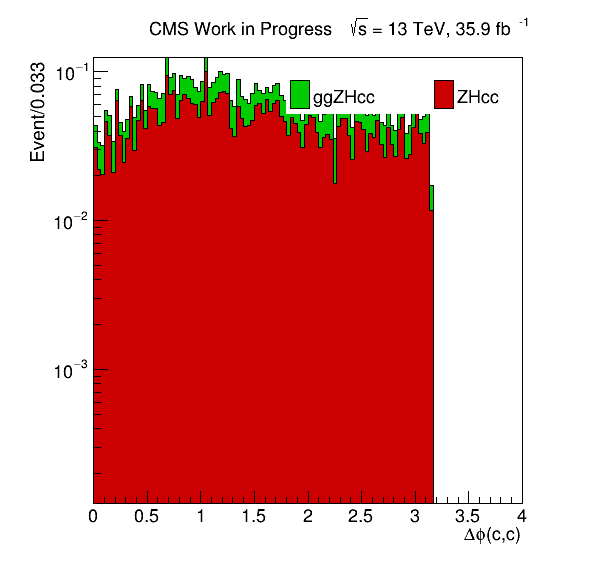 CMS Work in Progress √s = 13 TeV, 35.9 fb⁻¹
Event/0.033
10⁻¹
10⁻²
10⁻³
ggZHcc ZHcc
0 0.5 1 1.5 2 2.5 3 3.5 4
Δϕ(c,c)